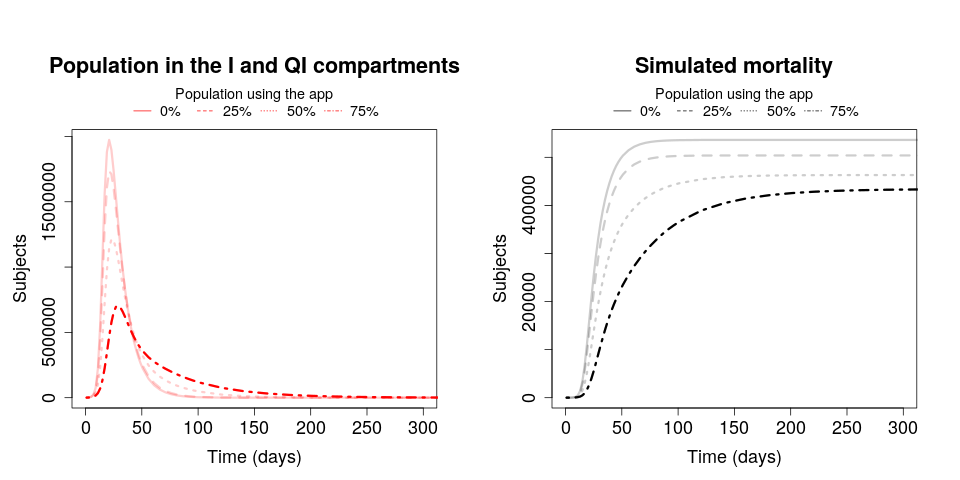 Population in the I and QI compartments
Population using the app
0% 25% 50% 75%
Subjects
0 5000000 15000000
0 50 100 150 200 250 300
Time (days)
Simulated mortality
Population using the app
0% 25% 50% 75%
Subjects
0 200000 400000
0 50 100 150 200 250 300
Time (days)